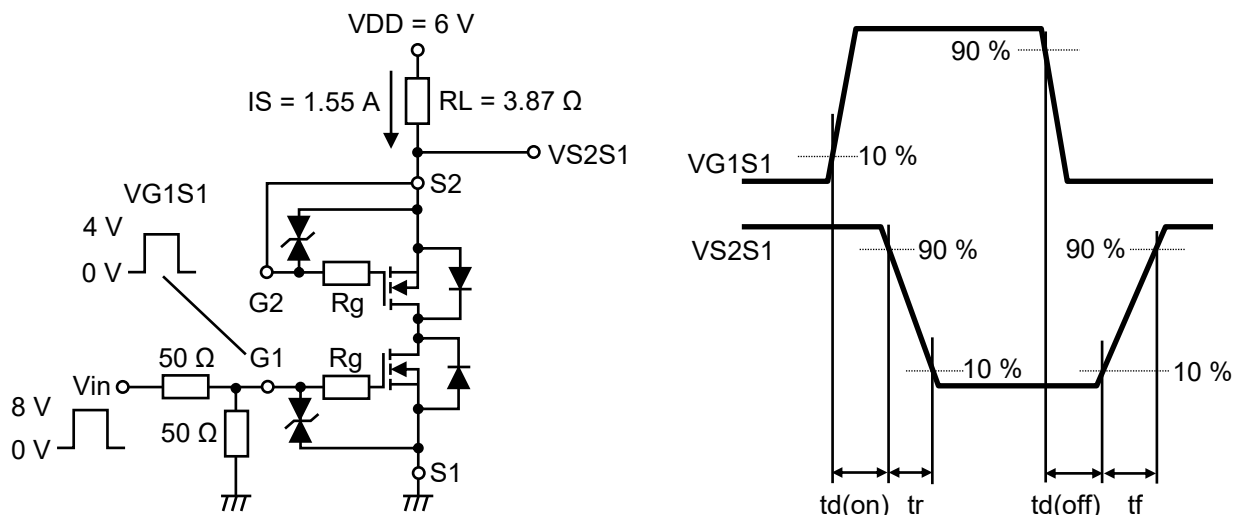 VDD = 6 V
IS = 1.55 A
RL = 3.87 Ω
VS2S1
S2
VG1S1
4 V
0 V
G2
Rg
G1
Rg
50 Ω
Vin
8 V
0 V
50 Ω
S1
90 %
VG1S1
10 %
VS2S1
90 %
90 %
10 %
10 %
td(on)
tr
td(off)
tf